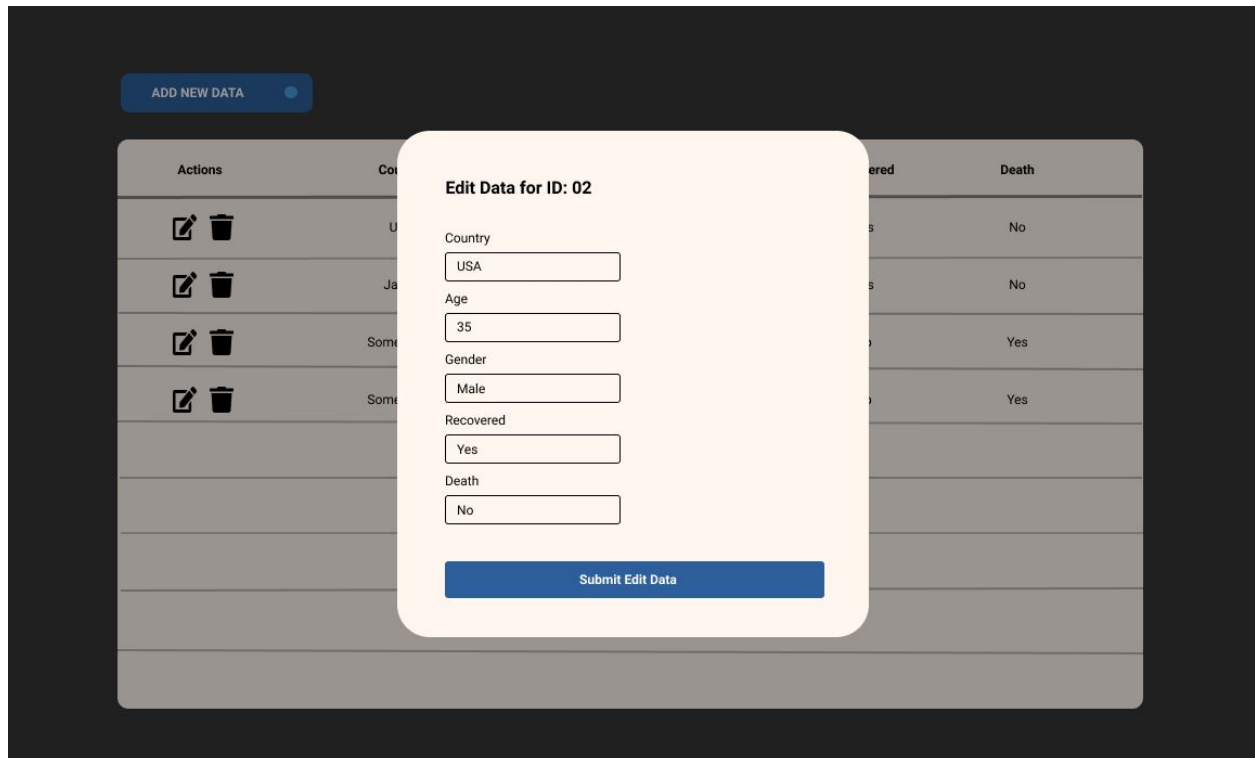 ADD NEW DATA
Actions
Death
No
No
Yes
Yes
Edit Data for ID: 02
Country
USA
Age
35
Gender
Male
Recovered
Yes
Death
No
Submit Edit Data